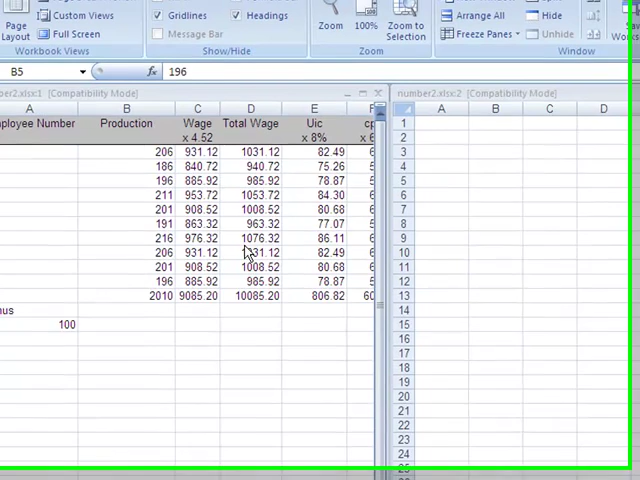 Page Layout
Custom Views
Full Screen
Workbook Views
Gridlines
Headings
Message Bar
Show/Hide
Zoom
100%
Zoom to Selection
Zoom
Arrange All
Freeze Panes
Hide
Unhide
Window
B5
fx
196
[Compatibility Mode]
number2.xlsx:2 [Compatibility Mode]
A B C D E F
A B C D
Number Production Wage Total Wage Uic
x 4.52 x 8%
206 931.12 1031.12 82.49
186 840.72 940.72 75.26
196 885.92 985.92 78.87
211 953.72 1053.72 84.30
201 908.52 1008.52 80.68
191 863.32 963.32 77.07
216 976.32 1076.32 86.11
206 931.12 82.49
201 908.52 1008.52 80.68
196 885.92 985.92 78.87
2010 9085.20 10085.20 806.82
100
1
2
3
4
5
6
7
8
9
10
11
12
13
14
15
16
17
18
19
20
21
22
23
24